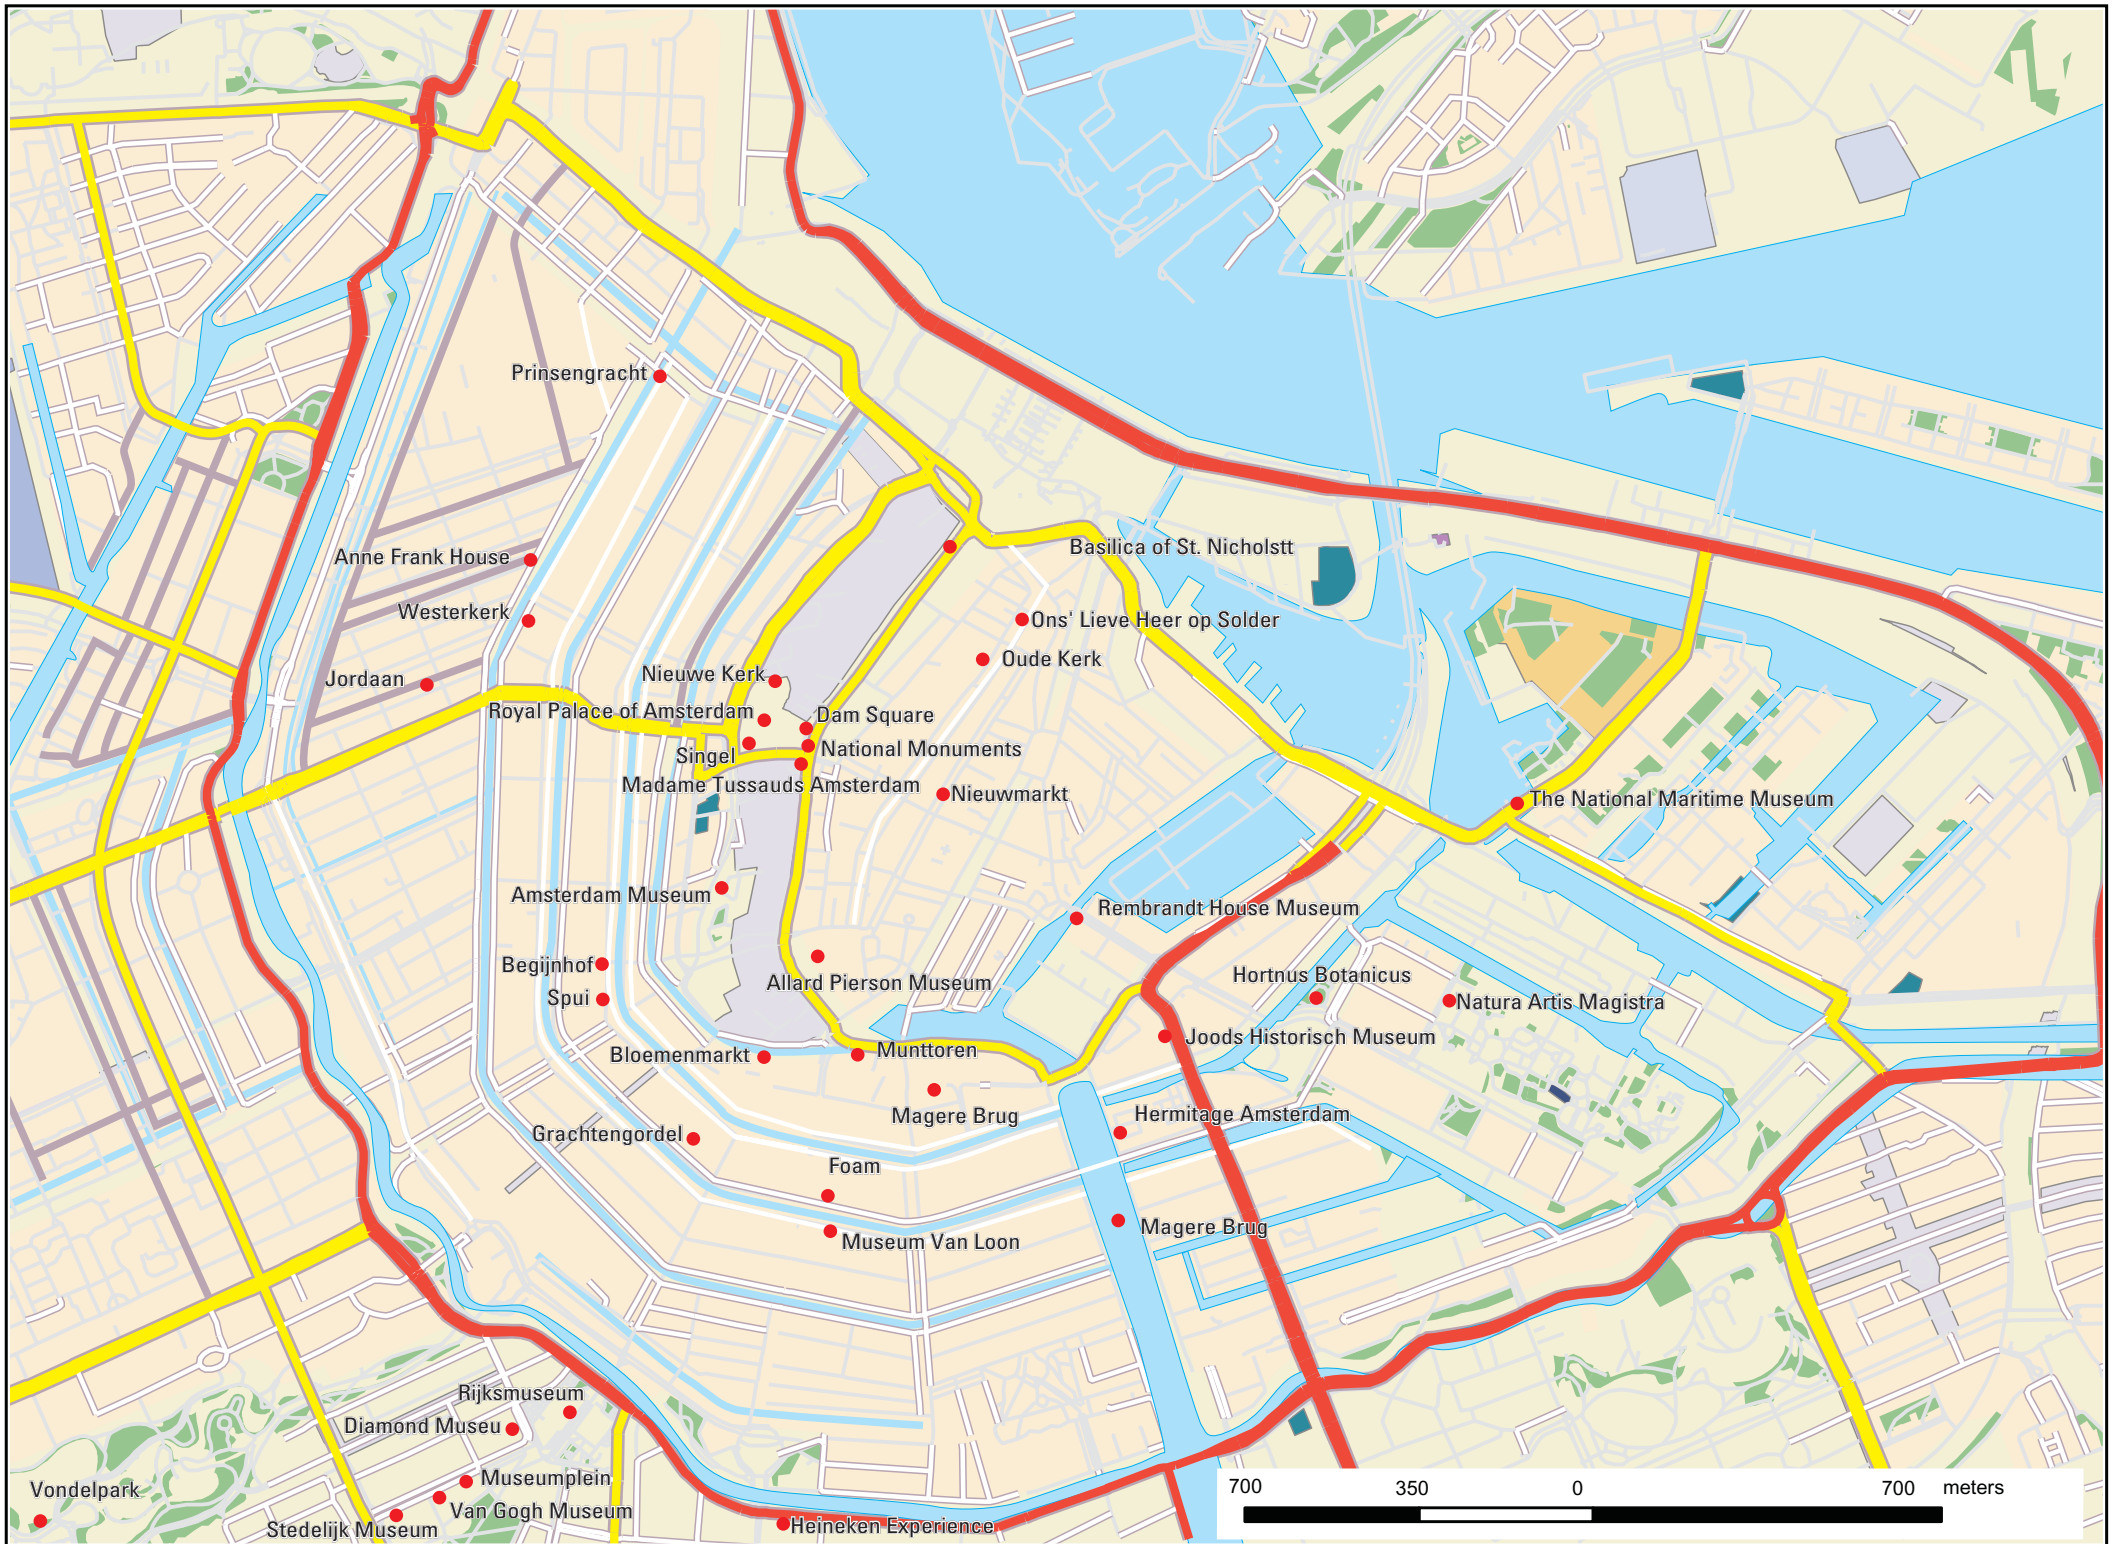 Prinsengracht
Basilica of St. Nicholstt
Anne Frank House
Westerkerk
Ons' Lieve Heer op Solder
Oude Kerk
Nieuwe Kerk
Jordaan
Royal Palace of Amsterdam
Dam Square
National Monuments
Singel
Madame Tussauds Amsterdam
Nieuwmarkt
The National Maritime Museum
Amsterdam Museum
Rembrandt House Museum
Begijnhof
Allard Pierson Museum
Hortnus Botanicus
Spui
Natura Artis Magistra
Joods Historisch Museum
Bloemenmarkt
Munttoren
Magere Brug
Hermitage Amsterdam
Grachtengordel
Foam
Magere Brug
Museum Van Loon
Rijksmuseum
Diamond Museu
Museumplein
Vondelpark
Van Gogh Museum
Stedelijk Museum
Heineken Experience
700 350 0 700 meters